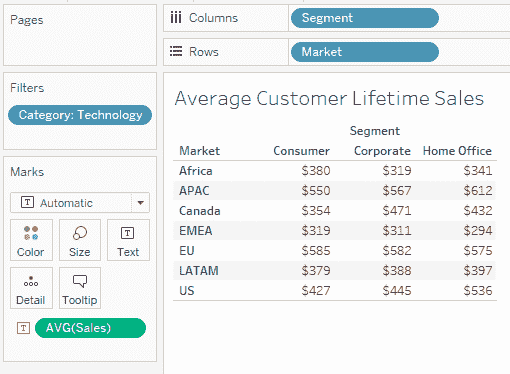 Pages
Columns
Segment
Rows
Market
Filters
Category: Technology
Marks
T Automatic
Color
Size
T Text
Detail
Tooltip
T AVG(Sales)
Average Customer Lifetime Sales
Segment
Market Consumer Corporate Home Office
Africa $380 $319 $341
APAC $550 $567 $612
Canada $354 $471 $432
EMEA $319 $311 $294
EU $585 $582 $575
LATAM $379 $388 $397
US $427 $445 $536